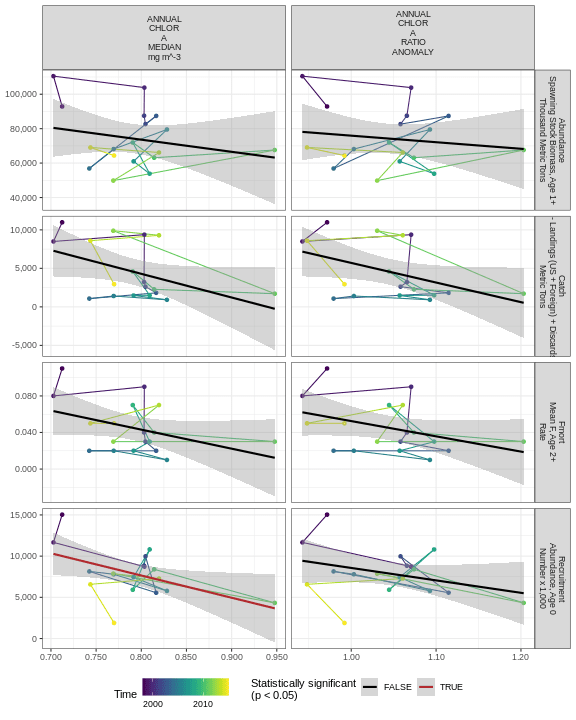 ANNUAL
CHLOR
A
MEDIAN
mg m^-3
ANNUAL
CHLOR
A
RATIO
ANOMALY
100,000
80,000
60,000
40,000
Abundance
Spawning Stock Biomass, Age 1+
Thousand Metric Tons
10,000
5,000
0
-5,000
Catch
- Landings (US + Foreign) + Discards
Metric Tons
0.080
0.040
0.000
Fmort
Mean F, Age 2+
Rate
15,000
10,000
5,000
0
Recruitment
Abundance, Age 0
Number x 1,000
0.700
0.750
0.800
0.850
0.900
0.950
1.00
1.10
1.20
Time
2000
2010
Statistically significant
(p < 0.05)
FALSE
TRUE